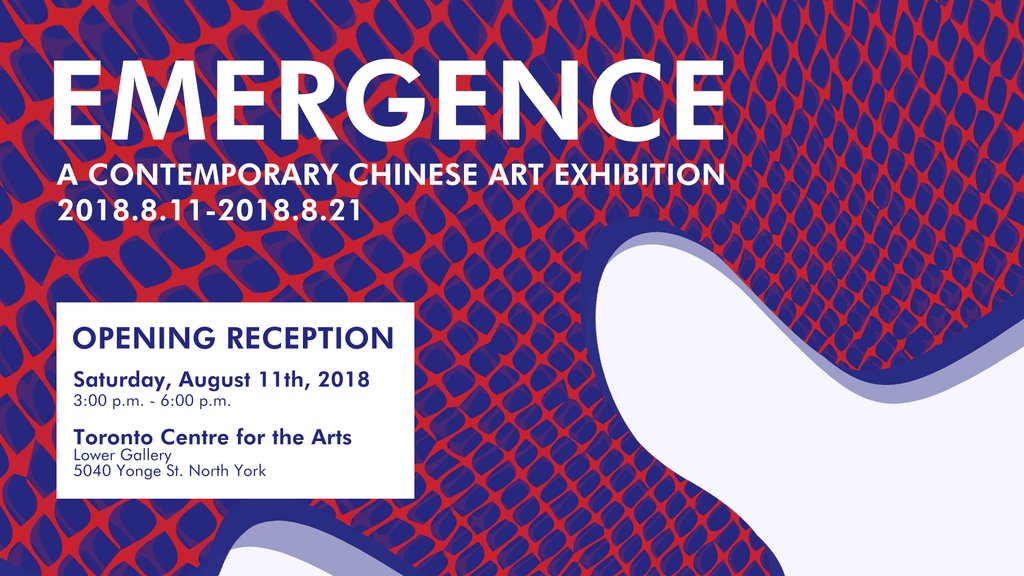 EMERGENCE
A CONTEMPORARY CHINESE ART EXHIBITION
2018.8.11-2018.8.21
OPENING RECEPTION
Saturday, August 11th, 2018
3:00 p.m. - 6:00 p.m.
Toronto Centre for the Arts
Lower Gallery
5040 Yonge St. North York